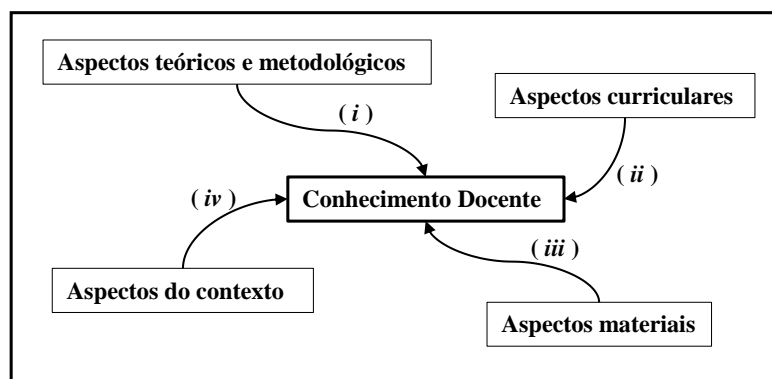 Aspectos teóricos e metodológicos
Aspectos curriculares
( i )
( ii )
Conhecimento Docente
( iv )
( iii )
Aspectos do contexto
Aspectos materiais